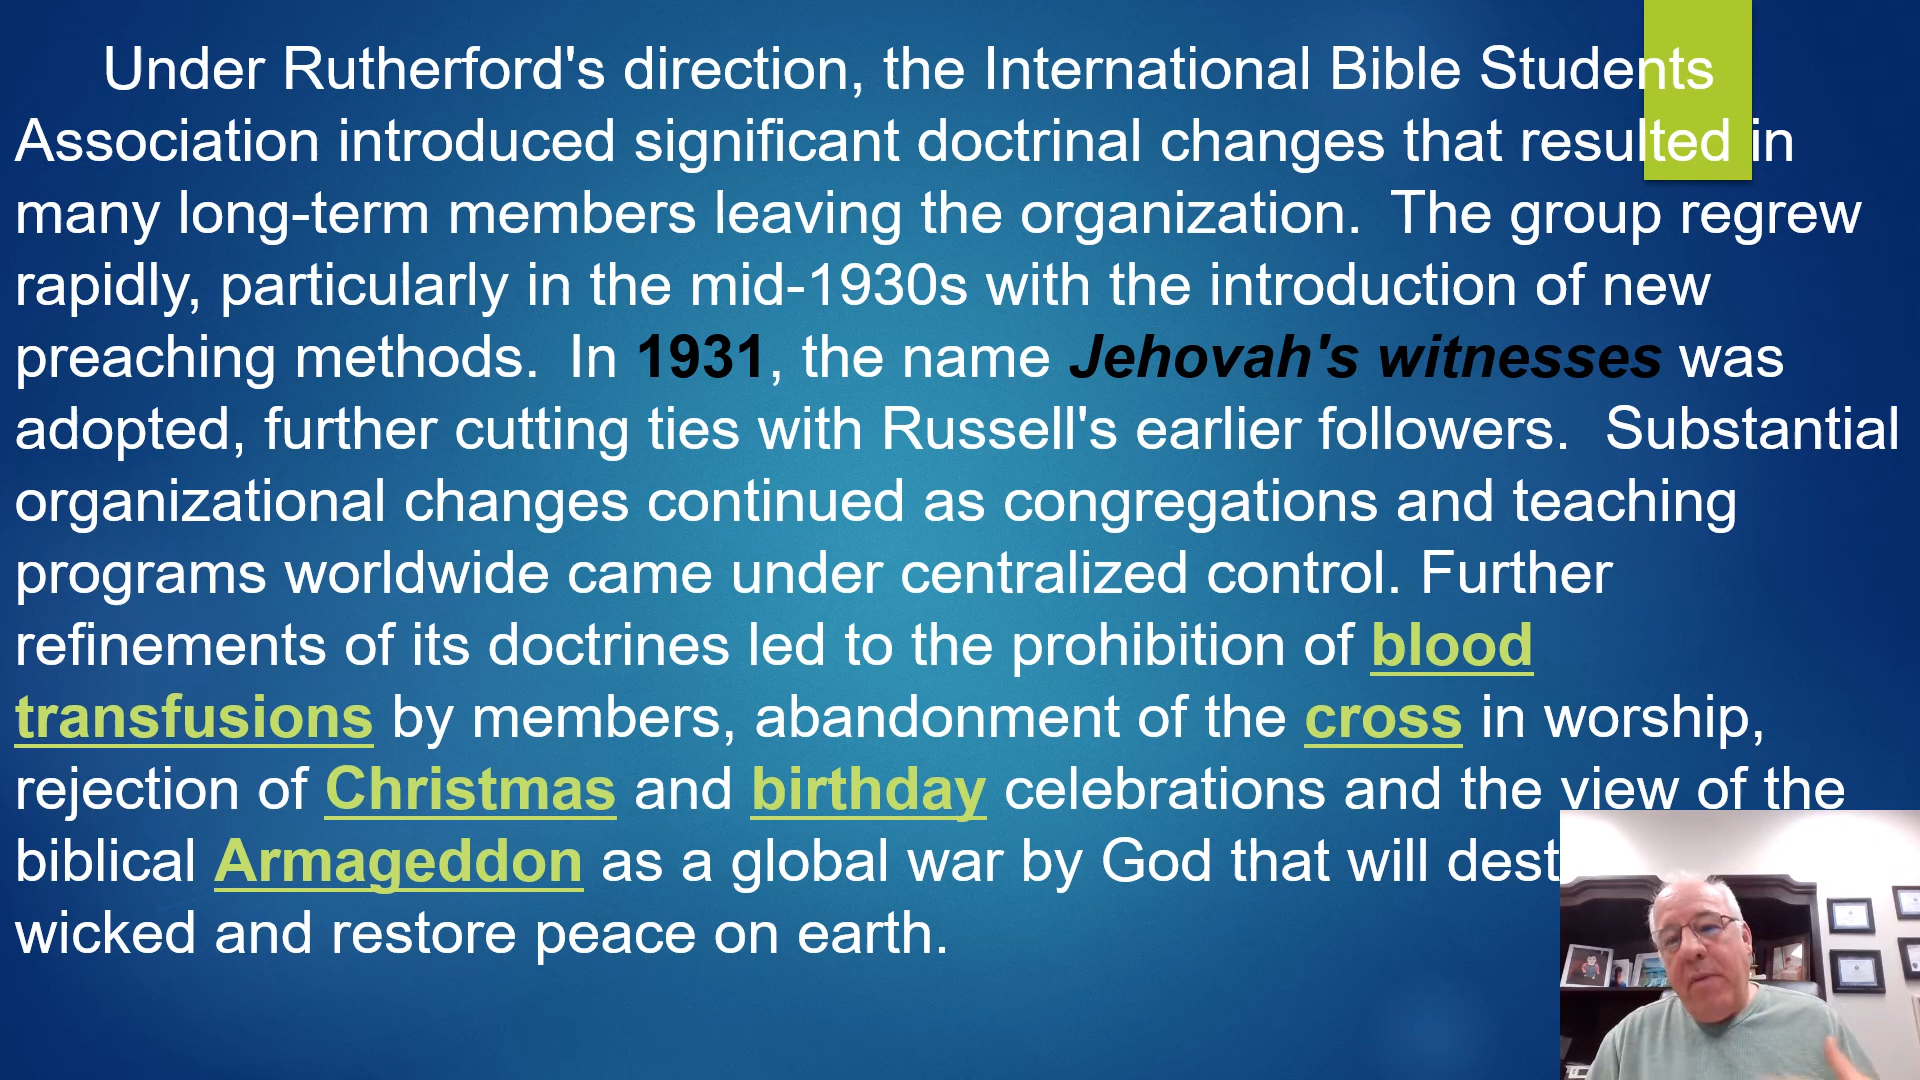 Under Rutherford's direction, the International Bible Students
Association introduced significant doctrinal changes that resulted in
many long-term members leaving the organization.  The group regrew
rapidly, particularly in the mid-1930s with the introduction of new
preaching methods.  In 1931, the name Jehovah's witnesses was
adopted, further cutting ties with Russell's earlier followers.  Substantial
organizational changes continued as congregations and teaching
programs worldwide came under centralized control. Further
refinements of its doctrines led to the prohibition of blood
transfusions by members, abandonment of the cross in worship,
rejection of Christmas and birthday celebrations and the view of the
biblical Armageddon as a global war by God that will dest
wicked and restore peace on earth.